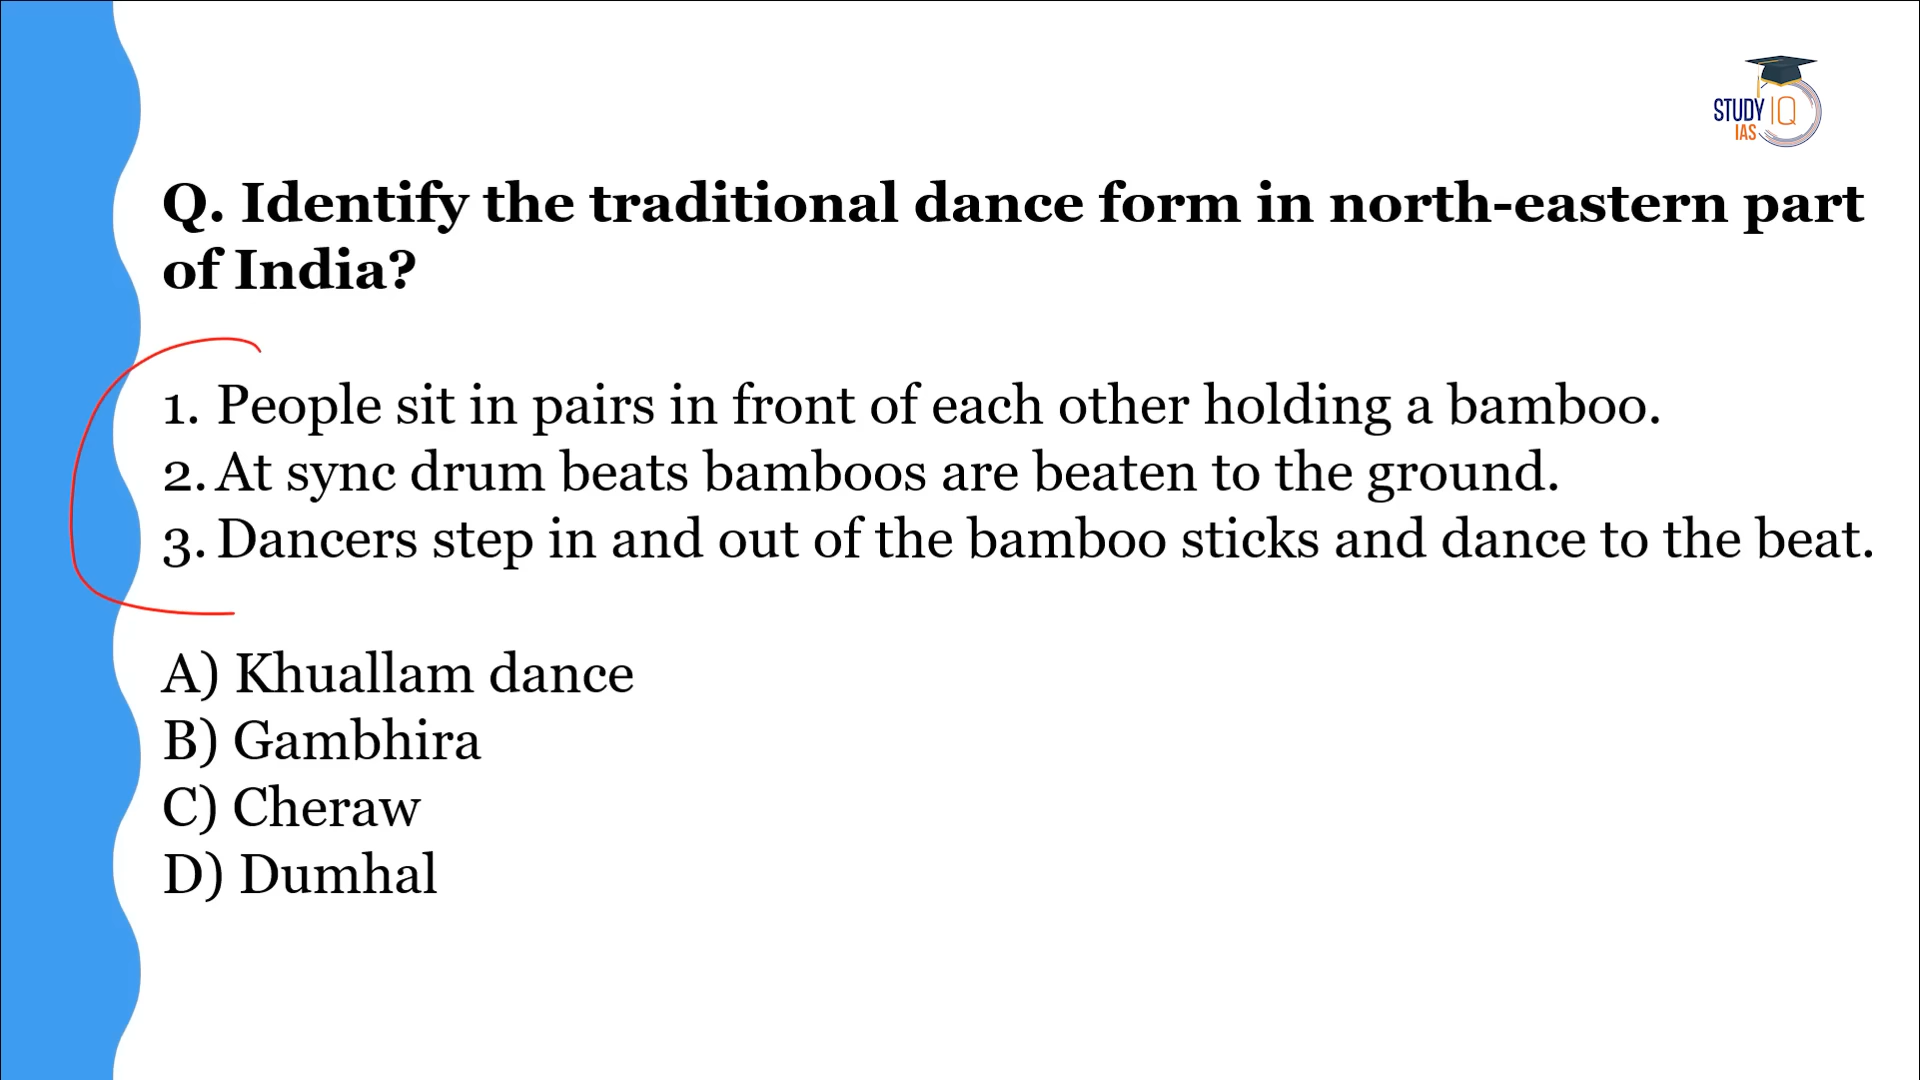 STUDY IQ
IAS
Q. Identify the traditional dance form in north-eastern part
of India?
1. People sit in pairs in front of each other holding a bamboo.
2. At sync drum beats bamboos are beaten to the ground.
3. Dancers step in and out of the bamboo sticks and dance to the beat.
A) Khuallam dance
B) Gambhira
C) Cheraw
D) Dumhal